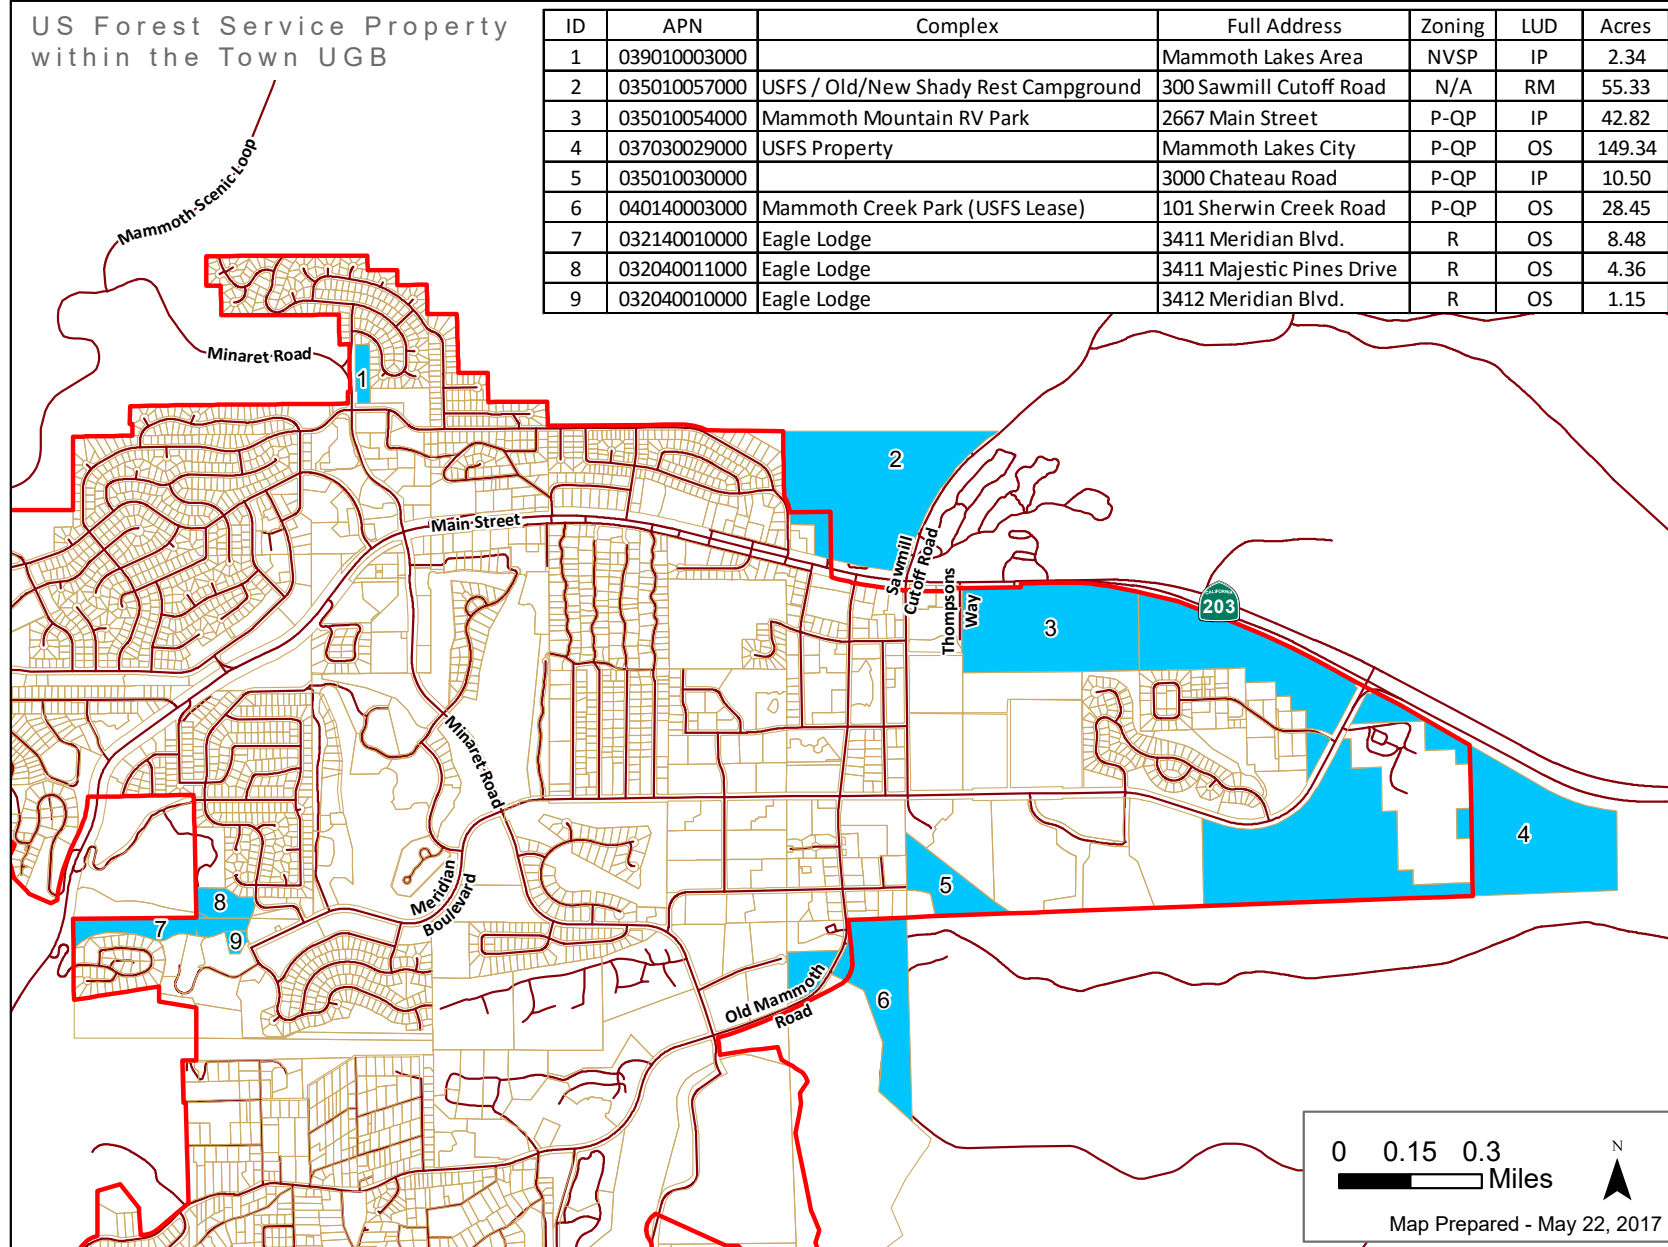 US Forest Service Property
within the Town UGB
ID APN Complex Full Address Zoning LUD Acres
1 039010003000 Mammoth Lakes Area NVSP IP 2.34
2 035010057000 USFS / Old/New Shady Rest Campground 300 Sawmill Cutoff Road N/A RM 55.33
3 035010054000 Mammoth Mountain RV Park 2667 Main Street P-QP IP 42.82
4 037030029000 USFS Property Mammoth Lakes City P-QP OS 149.34
5 035010030000 3000 Chateau Road P-QP IP 10.50
6 040140003000 Mammoth Creek Park (USFS Lease) 101 Sherwin Creek Road P-QP OS 28.45
7 032140010000 Eagle Lodge 3411 Meridian Blvd. R OS 8.48
8 032040011000 Eagle Lodge 3411 Majestic Pines Drive R OS 4.36
9 032040010000 Eagle Lodge 3412 Meridian Blvd. R OS 1.15
Mammoth Scenic Loop
Minaret Road
1
2
Main Street
Sawmill
Cutoff Road
Thompsons
Way
3
CALIFORNIA
203
Minaret Road
4
Meridian
Boulevard
5
8
7
9
6
Old Mammoth
Road
0 0.15 0.3
Miles
N
Map Prepared - May 22, 2017